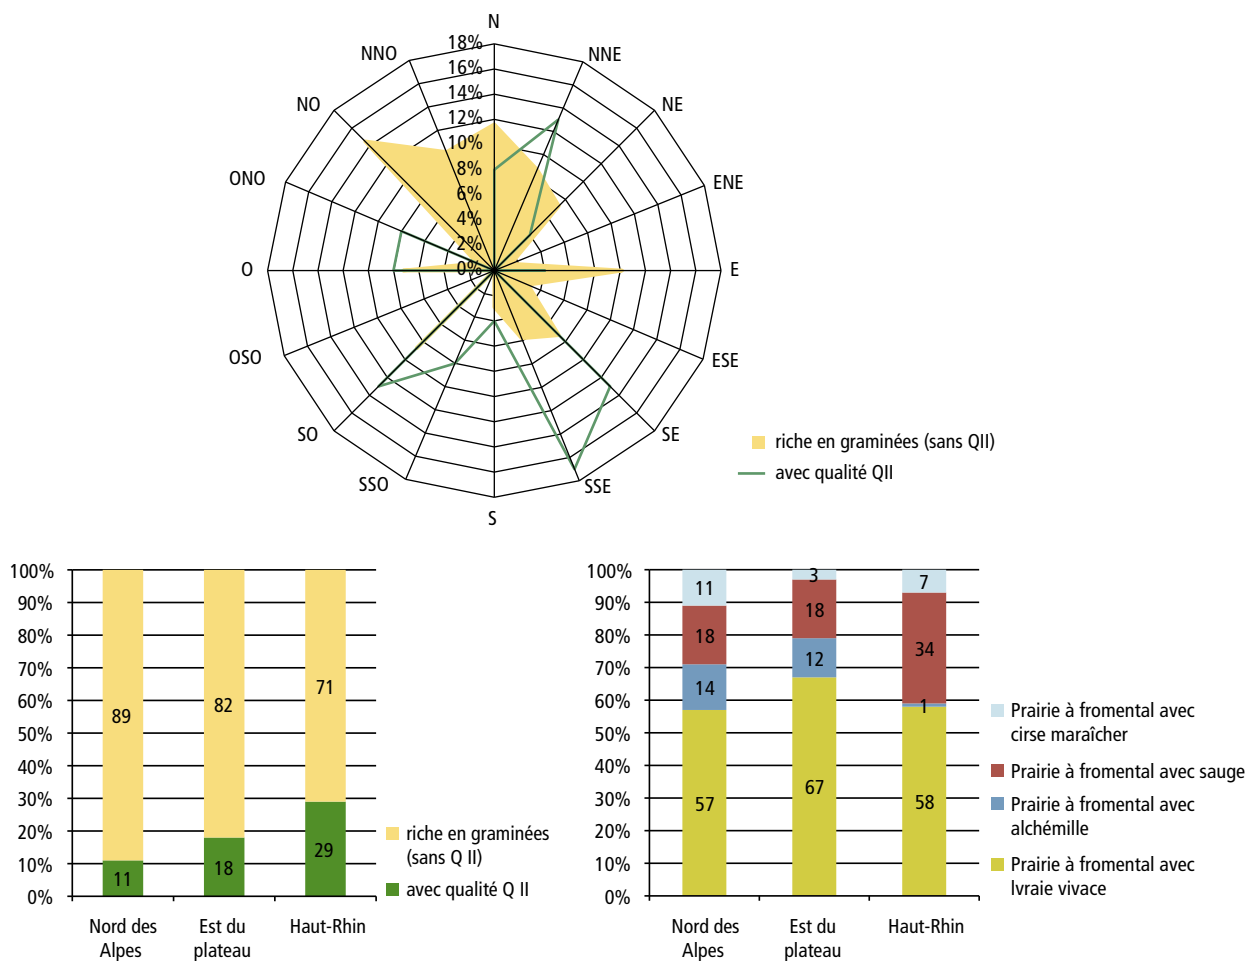 N
NNE
NE
ENE
E
ESE
SE
SSE
S
SSO
SO
OSO
O
ONO
NO
NNO
18%
16%
14%
12%
10%
8%
6%
4%
2%
0%
riche en graminées (sans QII)
avec qualité QII
100%
90%
80%
70%
60%
50%
40%
30%
20%
10%
0%
89
11
82
18
71
29
Nord des
Alpes
Est du
plateau
Haut-Rhin
riche en graminées
(sans Q II)
avec qualité Q II
100%
90%
80%
70%
60%
50%
40%
30%
20%
10%
0%
11
18
14
57
3
18
12
67
7
34
1
58
Nord des
Alpes
Est du
plateau
Haut-Rhin
Prairie à fromental avec
cirse maraîcher
Prairie à fromental avec sauge
Prairie à fromental avec
alchémille
Prairie à fromental avec
lvraie vivace